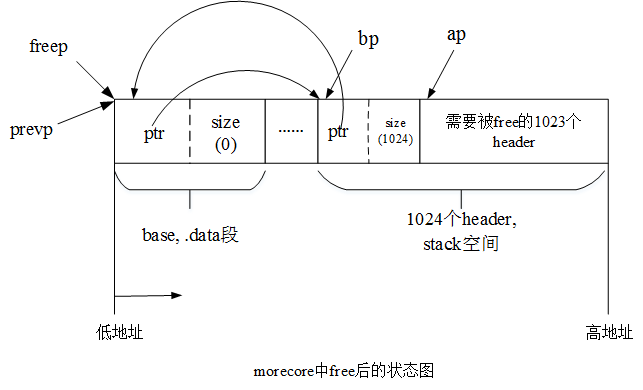 freep
bp
ap
prevp
ptr
size
(0)
......
ptr
size
(1024)
需要被free的1023个
header
base, .data段
1024个header,
stack空间
低地址
高地址
morecore中free后的状态图